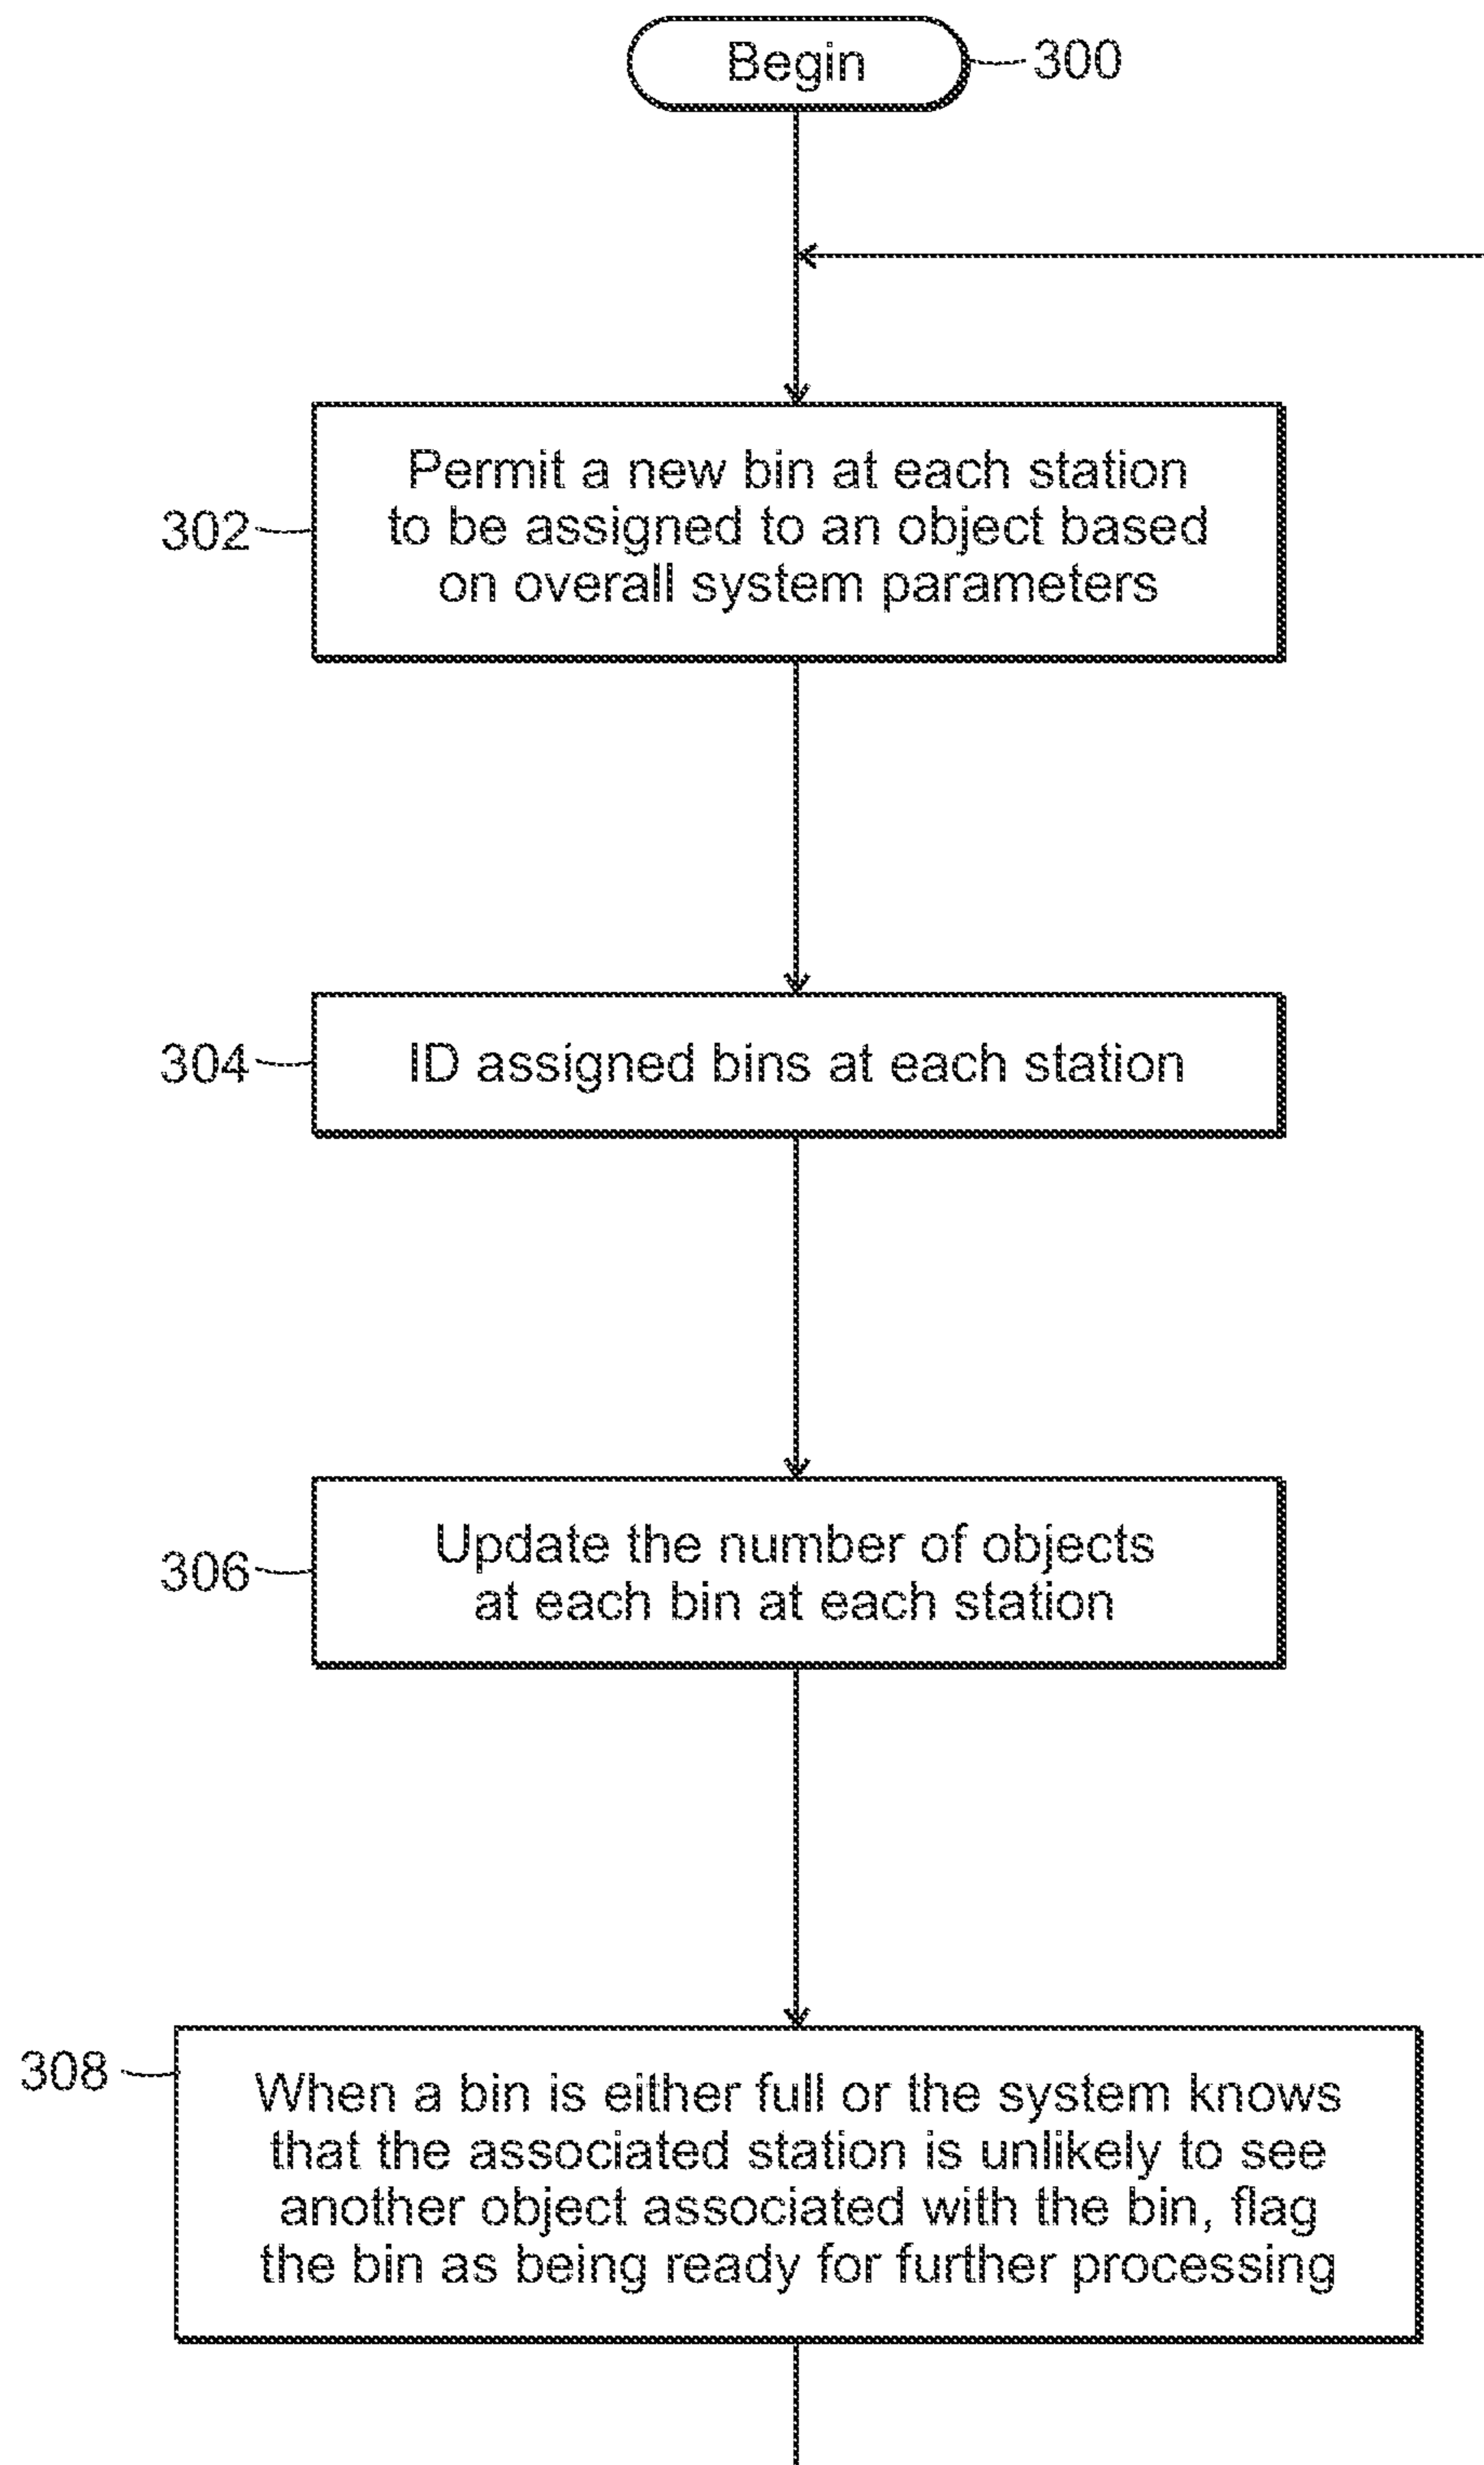 Begin
300
302
Permit a new bin at each station
to be assigned to an object based
on overall system parameters
304
ID assigned bins at each station
306
Update the number of objects
at each bin at each station
308
When a bin is either full or the system knows
that the associated station is unlikely to see
another object associated with the bin, flag
the bin as being ready for further processing